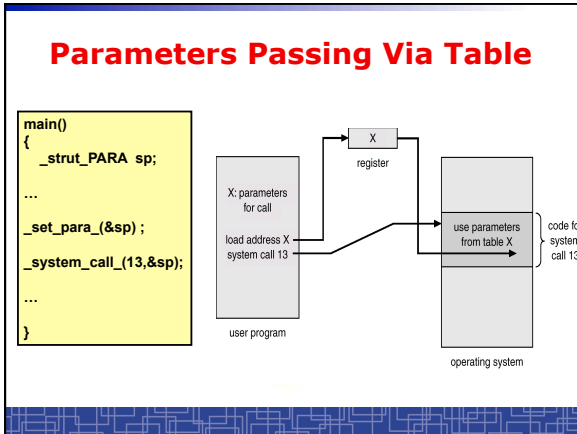 Parameters Passing Via Table
main()
{
_strut_PARA sp;
...
_set_para_(&sp) ;
_system_call_(13,&sp);
...
}
X
register
X: parameters
for call
load address X
system call 13
user program
use parameters
from table X
code fo
system
call 13
operating system